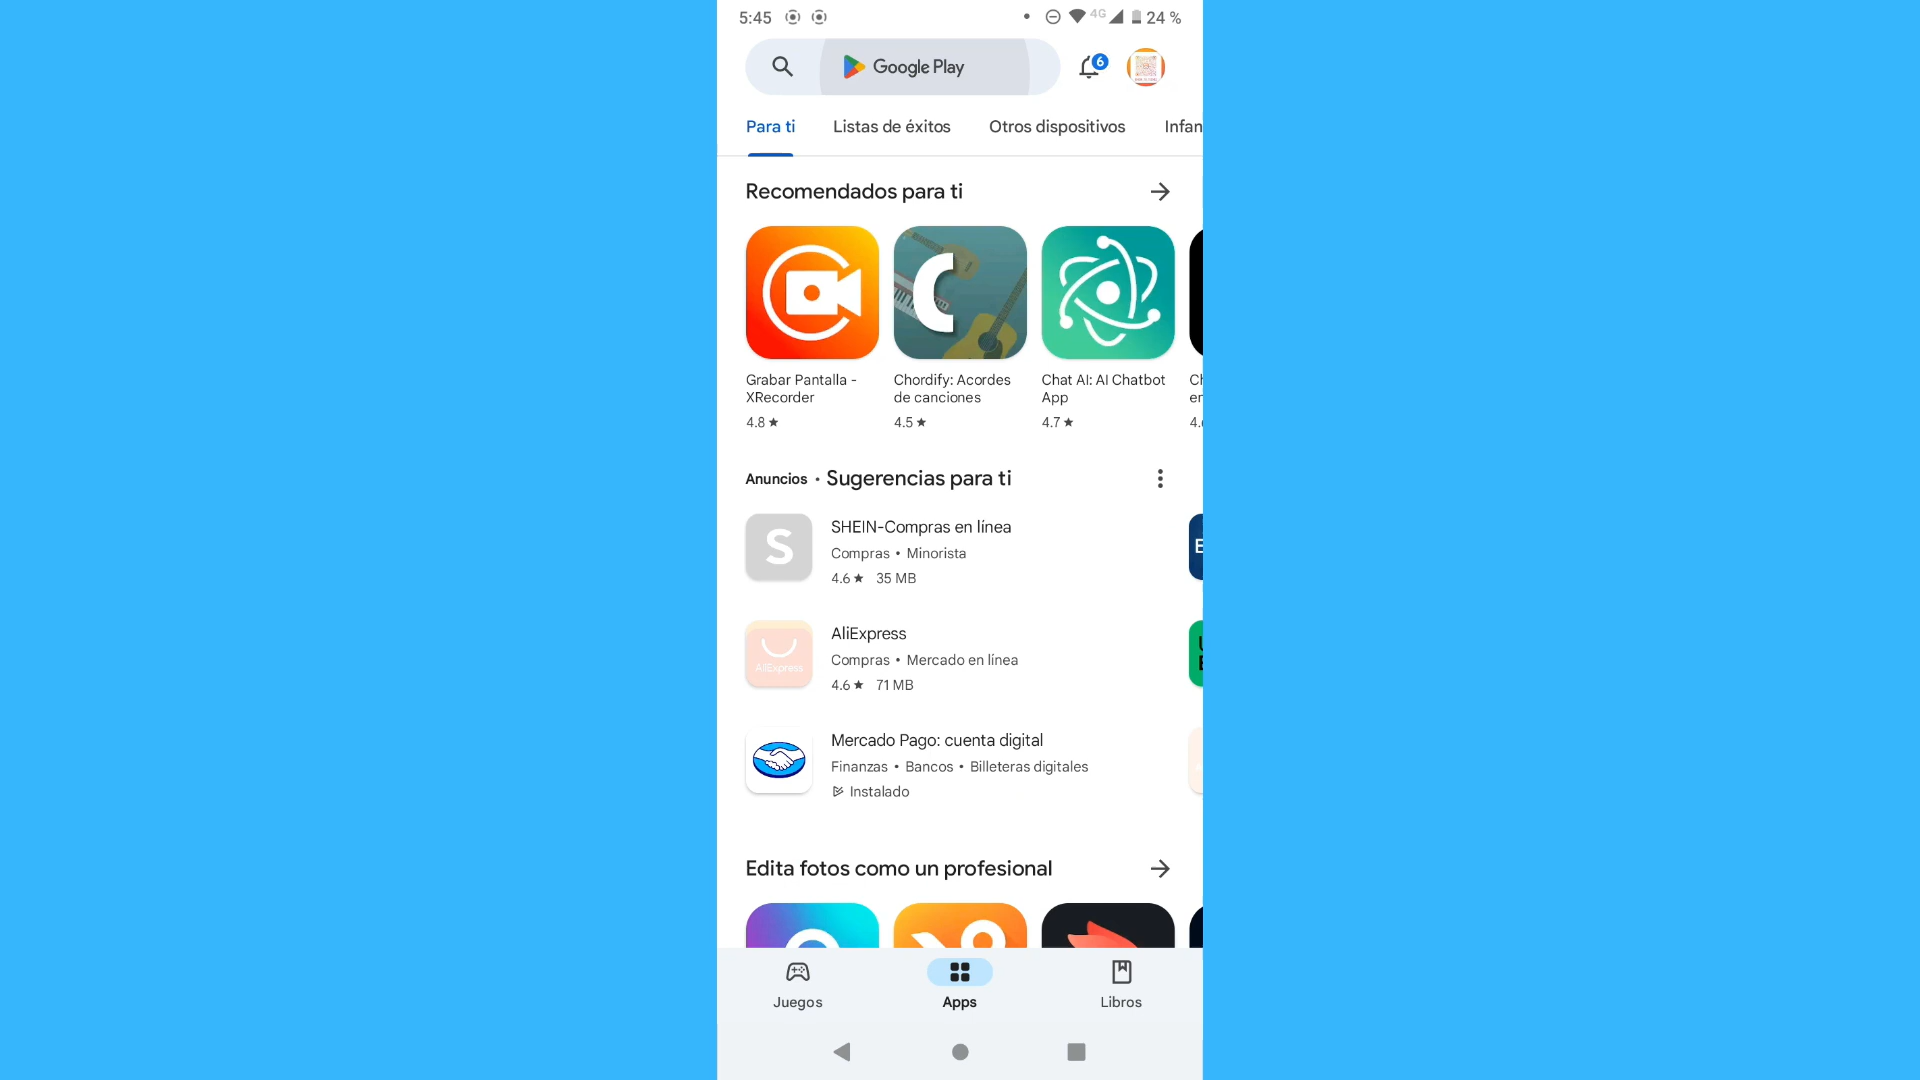 5:45 4G 24 %
Google Play 6
Para ti Listas de éxitos Otros dispositivos Infan
Recomendados para ti
Grabar Pantalla -
XRecorder
4.8
Chordify: Acordes
de canciones
4.5
Chat AI: AI Chatbot
App
4.7
Anuncios • Sugerencias para ti
S
SHEIN-Compras en línea
Compras • Minorista
4.6 35 MB
AliExpress
AliExpress
Compras • Mercado en línea
4.6 71 MB
Mercado Pago: cuenta digital
Finanzas • Bancos • Billeteras digitales
Instalado
Edita fotos como un profesional
Juegos Apps Libros